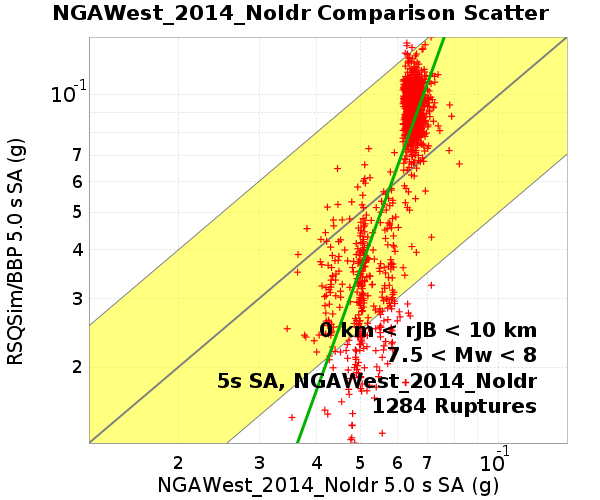 NGAWest_2014_NoIdr Comparison Scatter
RSQSim/BBP 5.0 s SA (g)
10⁻¹
7
6
5
4
3
2
0 km < rJB < 10 km
7.5 < Mw < 8
5s SA, NGAWest_2014_NoIdr
1284 Ruptures
2 3 4 5 6 7 10⁻¹
NGAWest_2014_NoIdr 5.0 s SA (g)